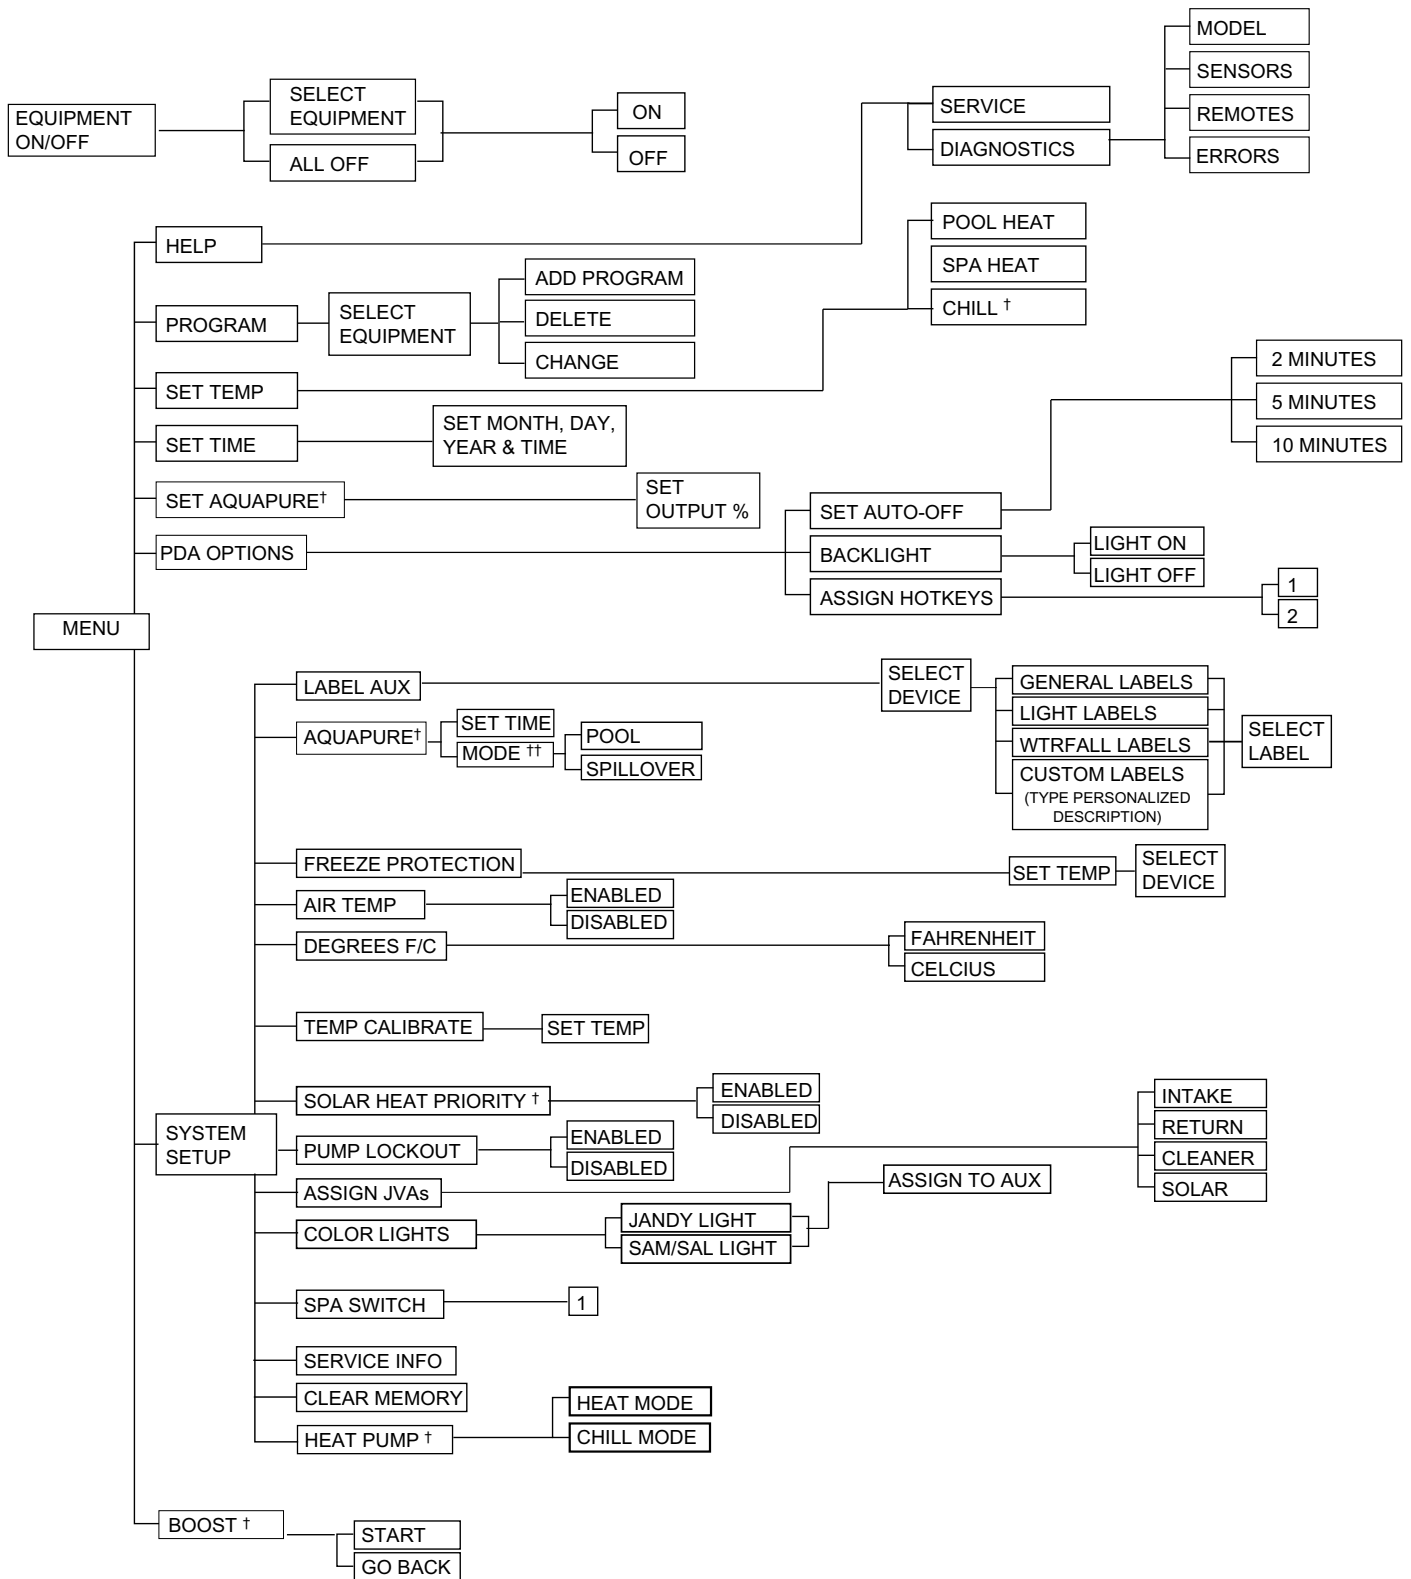 EQUIPMENT
ON/OFF
SELECT
EQUIPMENT
ALL OFF
ON
OFF
SERVICE
DIAGNOSTICS
MODEL
SENSORS
REMOTES
ERRORS
MENU
HELP
PROGRAM
SELECT
EQUIPMENT
ADD PROGRAM
DELETE
CHANGE
SET TEMP
POOL HEAT
SPA HEAT
CHILL †
SET TIME
SET MONTH, DAY,
YEAR & TIME
SET AQUAPURE†
SET
OUTPUT %
PDA OPTIONS
SET AUTO-OFF
2 MINUTES
5 MINUTES
10 MINUTES
BACKLIGHT
LIGHT ON
LIGHT OFF
ASSIGN HOTKEYS
1
2
SYSTEM
SETUP
LABEL AUX
SELECT
DEVICE
GENERAL LABELS
LIGHT LABELS
WTRFALL LABELS
CUSTOM LABELS
(TYPE PERSONALIZED
DESCRIPTION)
SELECT
LABEL
AQUAPURE†
SET TIME
MODE ††
POOL
SPILLOVER
FREEZE PROTECTION
SET TEMP
SELECT
DEVICE
AIR TEMP
ENABLED
DISABLED
DEGREES F/C
FAHRENHEIT
CELCIUS
TEMP CALIBRATE
SET TEMP
SOLAR HEAT PRIORITY †
ENABLED
DISABLED
PUMP LOCKOUT
ENABLED
DISABLED
ASSIGN JVAs
INTAKE
RETURN
CLEANER
SOLAR
COLOR LIGHTS
JANDY LIGHT
SAM/SAL LIGHT
ASSIGN TO AUX
SPA SWITCH
1
SERVICE INFO
CLEAR MEMORY
HEAT PUMP †
HEAT MODE
CHILL MODE
BOOST †
START
GO BACK